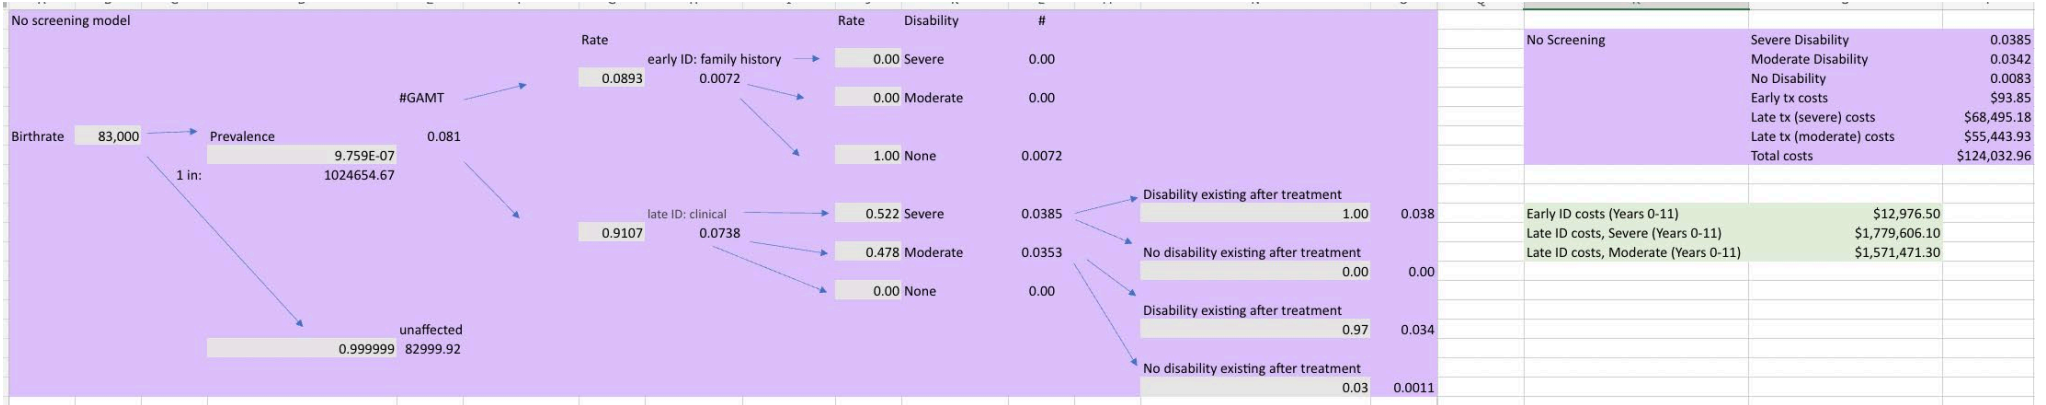 No screening model
Rate Disability #
Rate
early ID: family history 0.00 Severe 0.00
0.0893 0.0072
#GAMT 0.00 Moderate 0.00
Birthrate 83,000 Prevalence 0.081
9.759E-07 1.00 None 0.0072
1 in: 1024654.67
Disability existing after treatment
late ID: clinical 0.522 Severe 0.0385 1.00 0.038
0.9107 0.0738
0.478 Moderate 0.0353 No disability existing after treatment
0.00 0.00
0.00 None 0.00
Disability existing after treatment
unaffected 0.97 0.034
0.999999 82999.92
No disability existing after treatment
0.03 0.0011
No Screening Severe Disability 0.0385
Moderate Disability 0.0342
No Disability 0.0083
Early tx costs $93.85
Late tx (severe) costs $68,495.18
Late tx (moderate) costs $55,443.93
Total costs $124,032.96
Early ID costs (Years 0-11) $12,976.50
Late ID costs, Severe (Years 0-11) $1,779,606.10
Late ID costs, Moderate (Years 0-11) $1,571,471.30